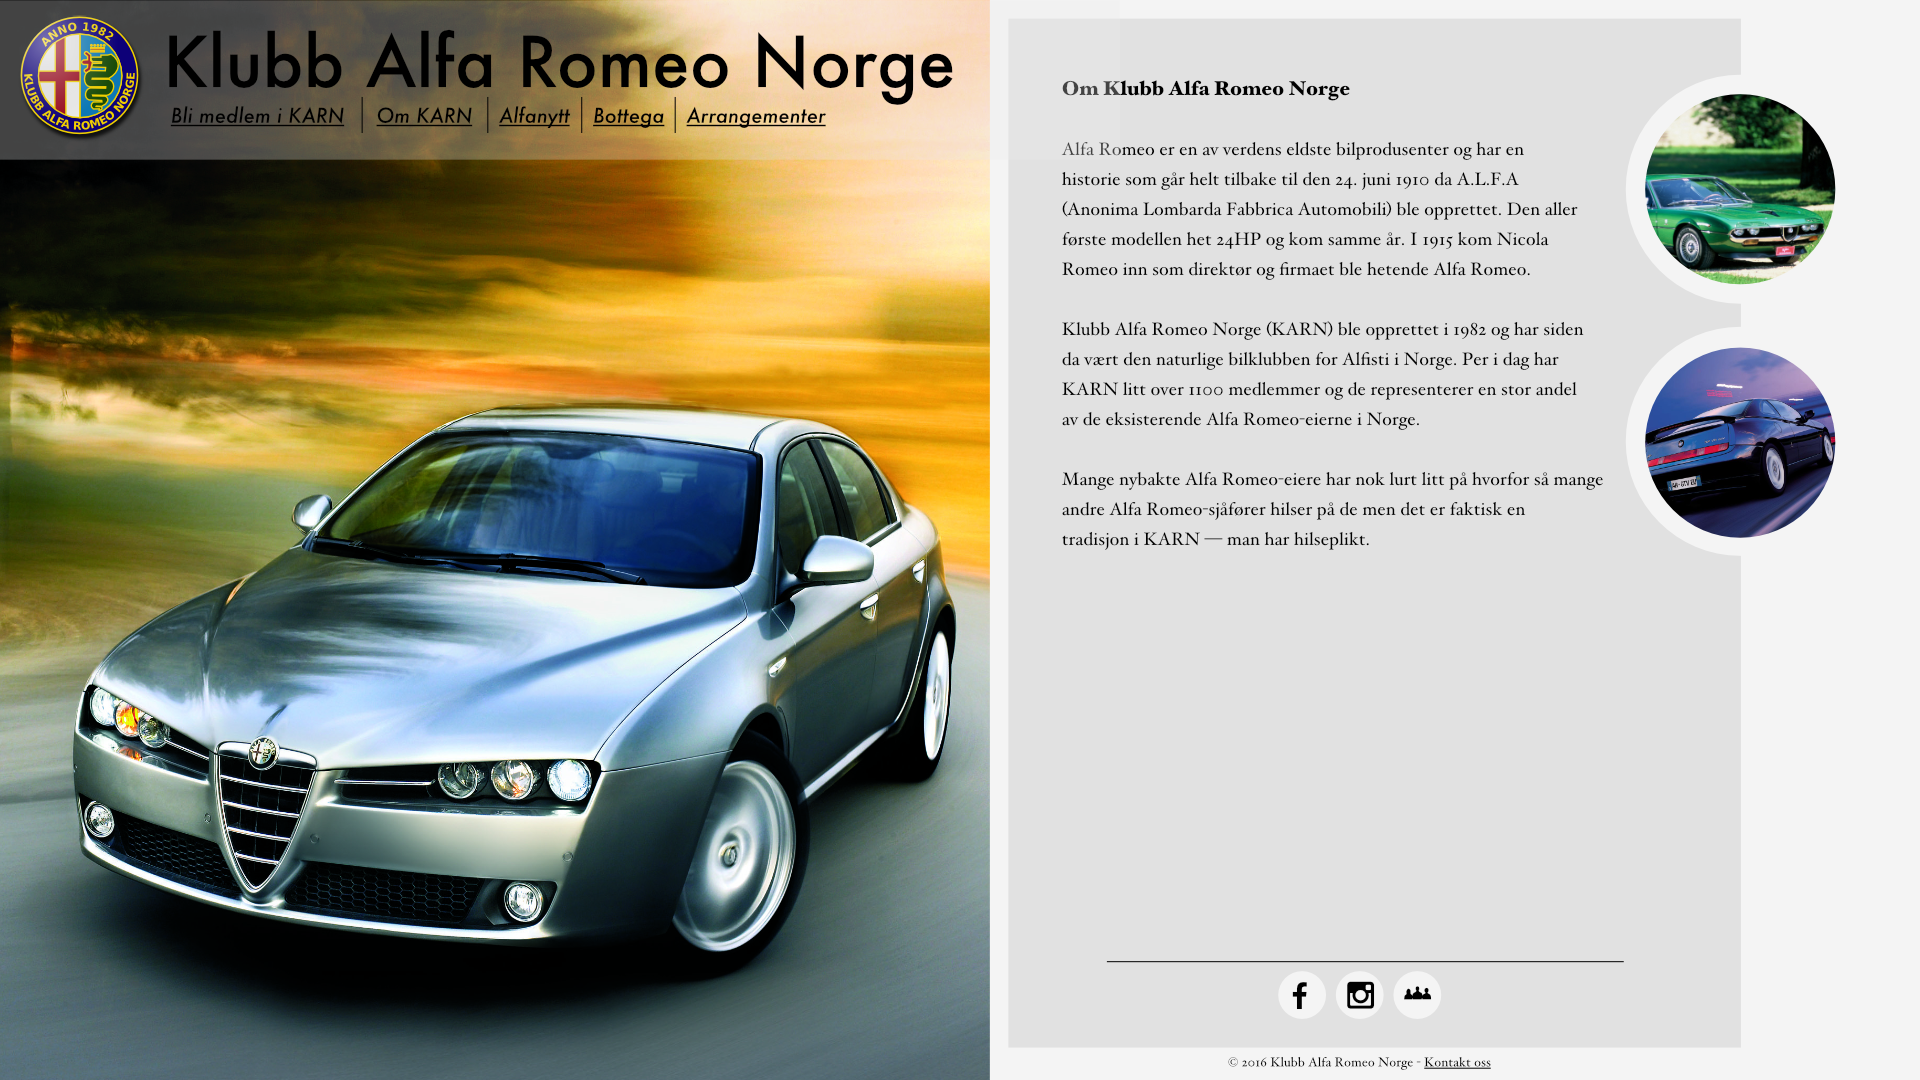 ANNO 1982
KLUBB ALFA ROMEO NORGE
Klubb Alfa Romeo Norge
Bli medlem i KARN
Om KARN
Alfanytt
Bottega
Arrangementer
Om Klubb Alfa Romeo Norge
Alfa Romeo er en av verdens eldste bilprodusenter og har en
historie som går helt tilbake til den 24. juni 1910 da A.L.F.A
(Anonima Lombarda Fabbrica Automobili) ble opprettet. Den aller
første modellen het 24HP og kom samme år. I 1915 kom Nicola
Romeo inn som direktør og firmaet ble hetende Alfa Romeo.
Klubb Alfa Romeo Norge (KARN) ble opprettet i 1982 og har siden
da vært den naturlige bilklubben for Alfisti i Norge. Per i dag har
KARN litt over 1100 medlemmer og de representerer en stor andel
av de eksisterende Alfa Romeo-eierne i Norge.
Mange nybakte Alfa Romeo-eiere har nok lurt litt på hvorfor så mange
andre Alfa Romeo-sjåfører hilser på de men det er faktisk en
tradisjon i KARN — man har hilseplikt.
© 2016 Klubb Alfa Romeo Norge - Kontakt oss